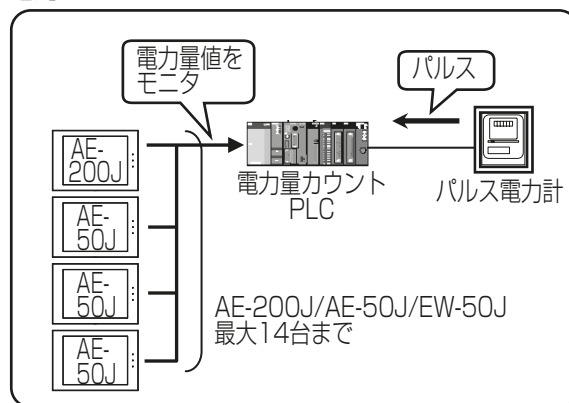 電力量値を
モニタ
パルス
AE-
200J
AE-
50J
AE-
50J
AE-
50J
電力量カウント
PLC
パルス電力計
AE-200J/AE-50J/EW-50J
最大14台まで